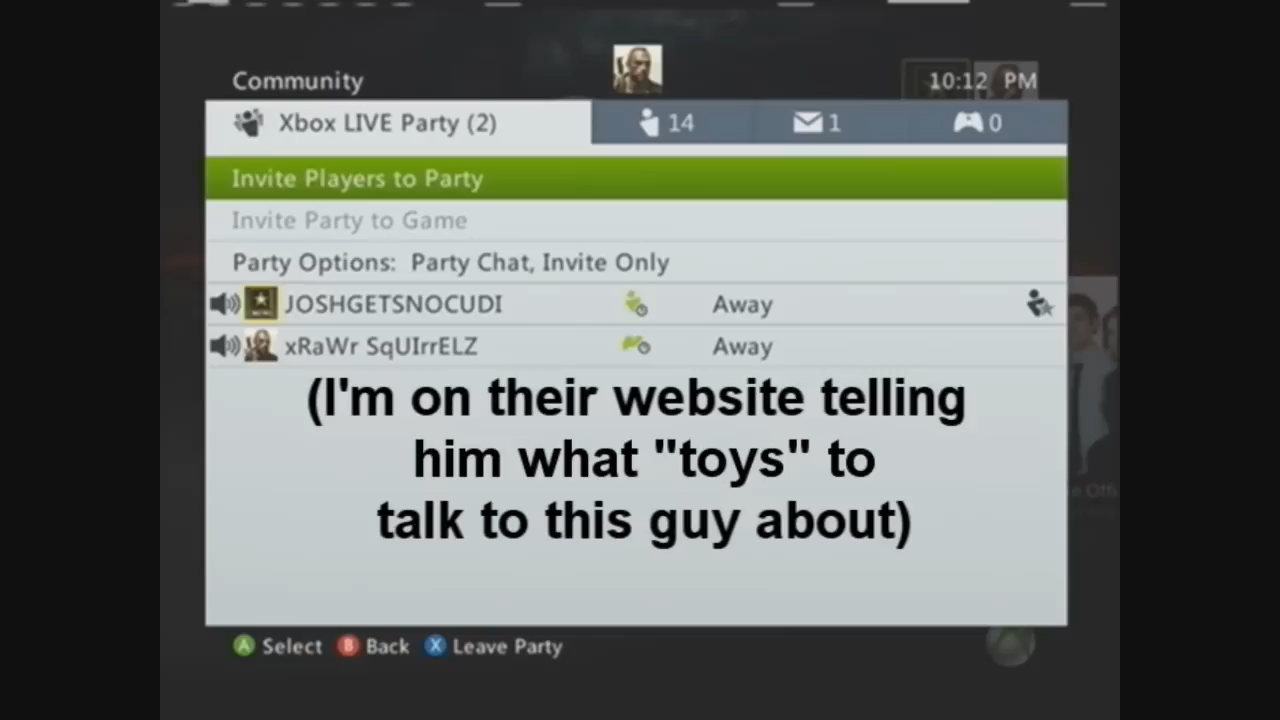 Community
10:12 PM
Xbox LIVE Party (2)
14
1
0
Invite Players to Party
Invite Party to Game
Party Options: Party Chat, Invite Only
JOSHGETSNOCUDI
Away
xRaWr SqUIrrELZ
Away
(I'm on their website telling
him what "toys" to
talk to this guy about)
A Select B Back X Leave Party